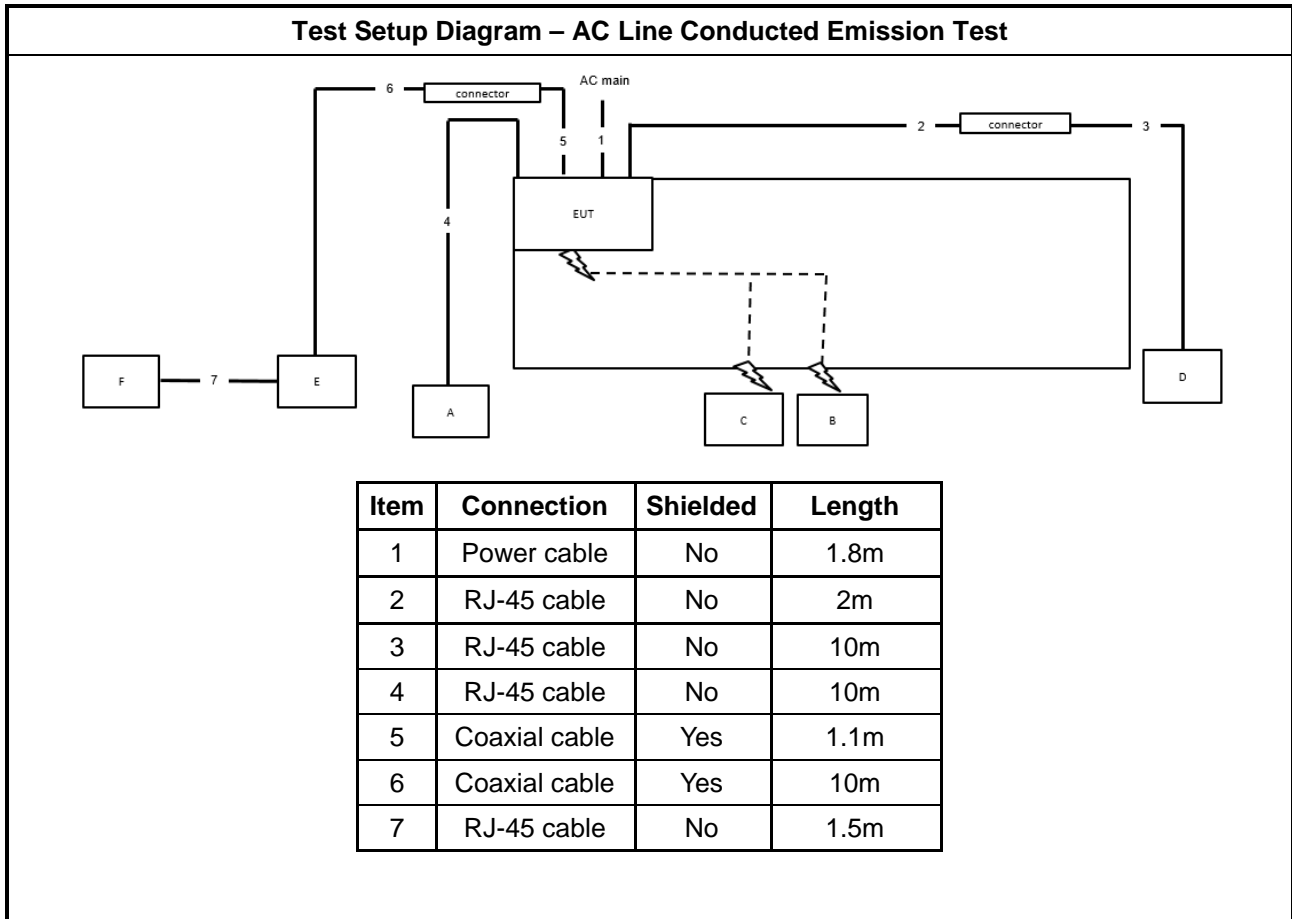 Test Setup Diagram – AC Line Conducted Emission Test
AC main
6
connector
5
1
2
connector
3
4
EUT
F
7
E
A
C
B
D
Item Connection Shielded Length
1 Power cable No 1.8m
2 RJ-45 cable No 2m
3 RJ-45 cable No 10m
4 RJ-45 cable No 10m
5 Coaxial cable Yes 1.1m
6 Coaxial cable Yes 10m
7 RJ-45 cable No 1.5m